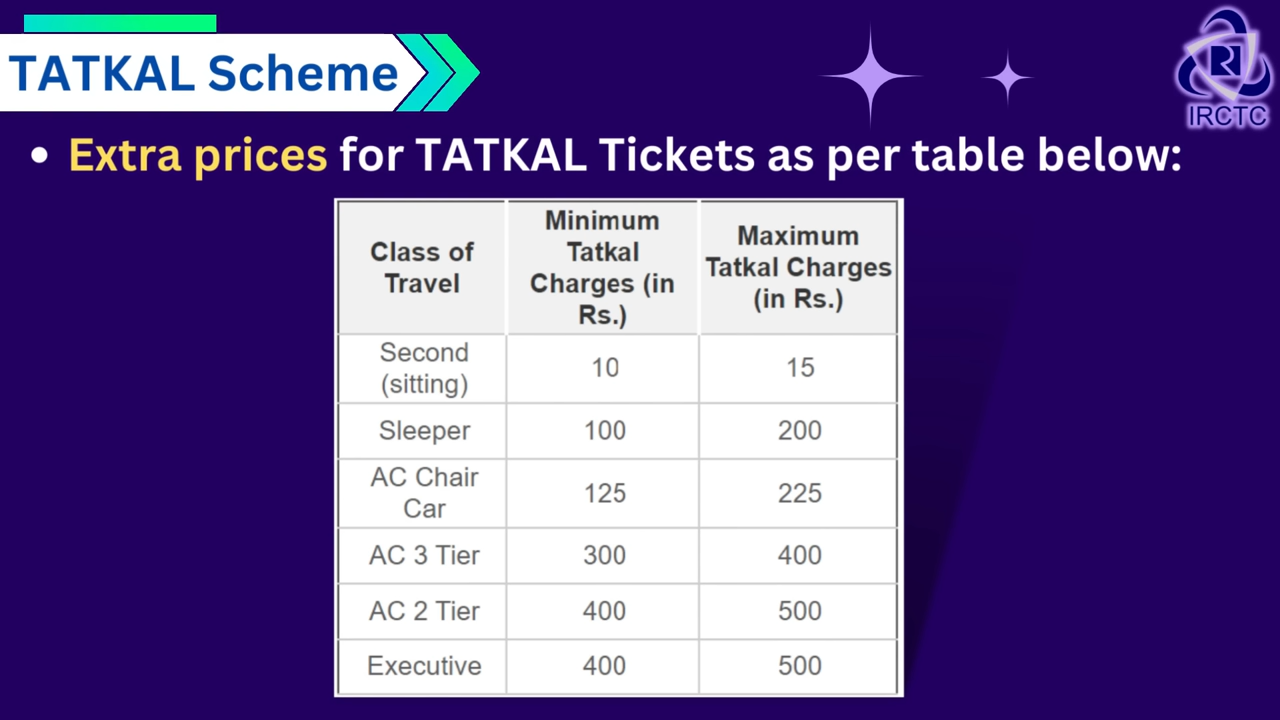 TATKAL Scheme
IRCTC
• Extra prices for TATKAL Tickets as per table below:
Class of
Travel
Minimum
Tatkal
Charges (in
Rs.)
Maximum
Tatkal Charges
(in Rs.)
Second
(sitting)
10
15
Sleeper
100
200
AC Chair
Car
125
225
AC 3 Tier
300
400
AC 2 Tier
400
500
Executive
400
500